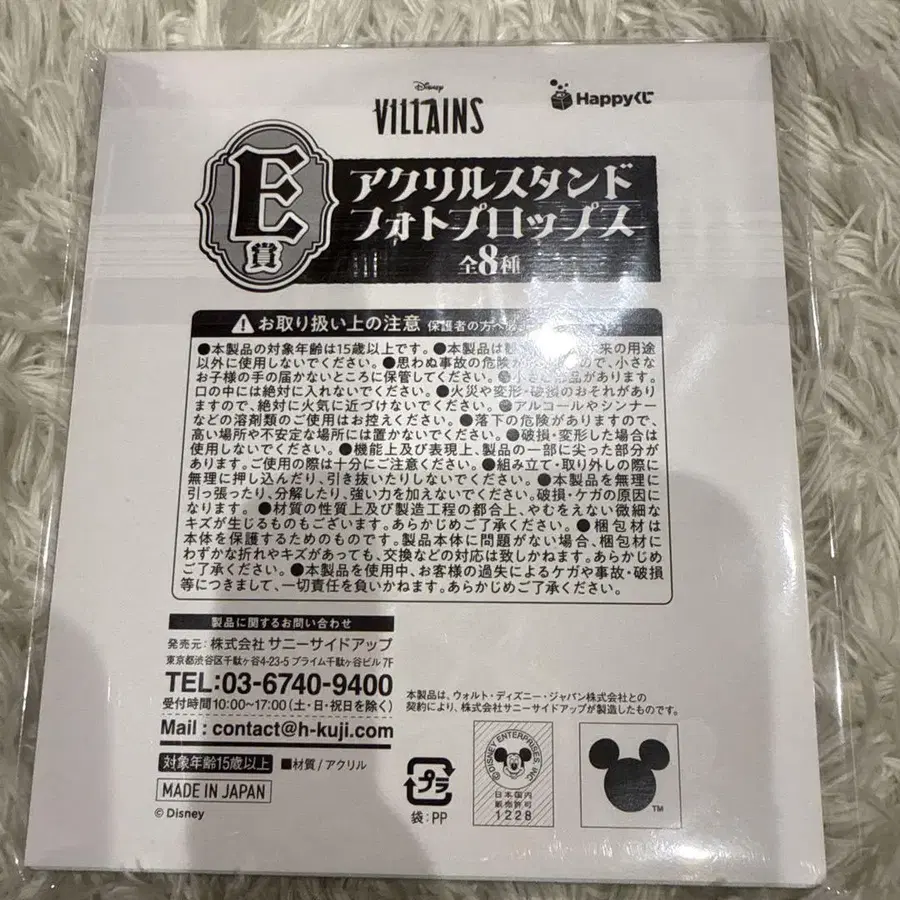 Disney
VILLAINS
Happyくじ
E賞
アクリルスタンド
フォトプロップス
全8種
お取り扱い上の注意 保護者の方へ
●本製品の対象年齢は15歳以上です。●本製品は 本来の用途
以外に使用しないでください。●思わぬ事故の危険が ので、小さな
お子様の手の届かないところに保管してください。●小さな部品があります。
口の中には絶対に入れないでください。●火災や変形・破損のおそれがあり
ますので、絶対に火気に近づけないでください。●アルコールやシンナー
などの溶剤類のご使用はお控えください。●落下の危険がありますので、
高い場所や不安定な場所には置かないでください。●破損・変形した場合は
使用しないでください。●機能上及び表現上、製品の一部に尖った部分が
あります。ご使用の際は十分にご注意ください。●組み立て・取り外しの際に
無理に押し込んだり、引き抜いたりしないでください。●本製品を無理に
引っ張ったり、分解したり、強い力を加えないでください。破損・ケガの原因に
なります。●材質の性質上及び製造工程の都合上、やむをえない微細な
キズが生じるものもございます。あらかじめご了承ください。●梱包材は
本体を保護するためのものです。製品本体に問題がない場合、梱包材に
わずかな折れやキズがあっても、交換などの対応は致しかねます。あらかじめ
ご了承ください。●本製品を使用中、お客様の過失によるケガや事故・破損
等につきまして、一切責任を負いかねます。あらかじめご了承ください。
製品に関するお問い合わせ
発売元:株式会社 サニーサイドアップ
東京都渋谷区千駄ヶ谷4-23-5 プライム千駄ヶ谷ビル 7F
TEL:03-6740-9400
受付時間10:00~17:00(土・日・祝日を除く)
Mail : contact@h-kuji.com
対象年齢15歳以上 ■材質/アクリル
MADE IN JAPAN
© Disney
本製品は、ウォルト・ディズニー・ジャパン株式会社との
契約により、株式会社サニーサイドアップが製造したものです。
プラ
袋:PP
© DISNEY ENTERPRISES, INC.
日本国内
販売許可
1228
TM